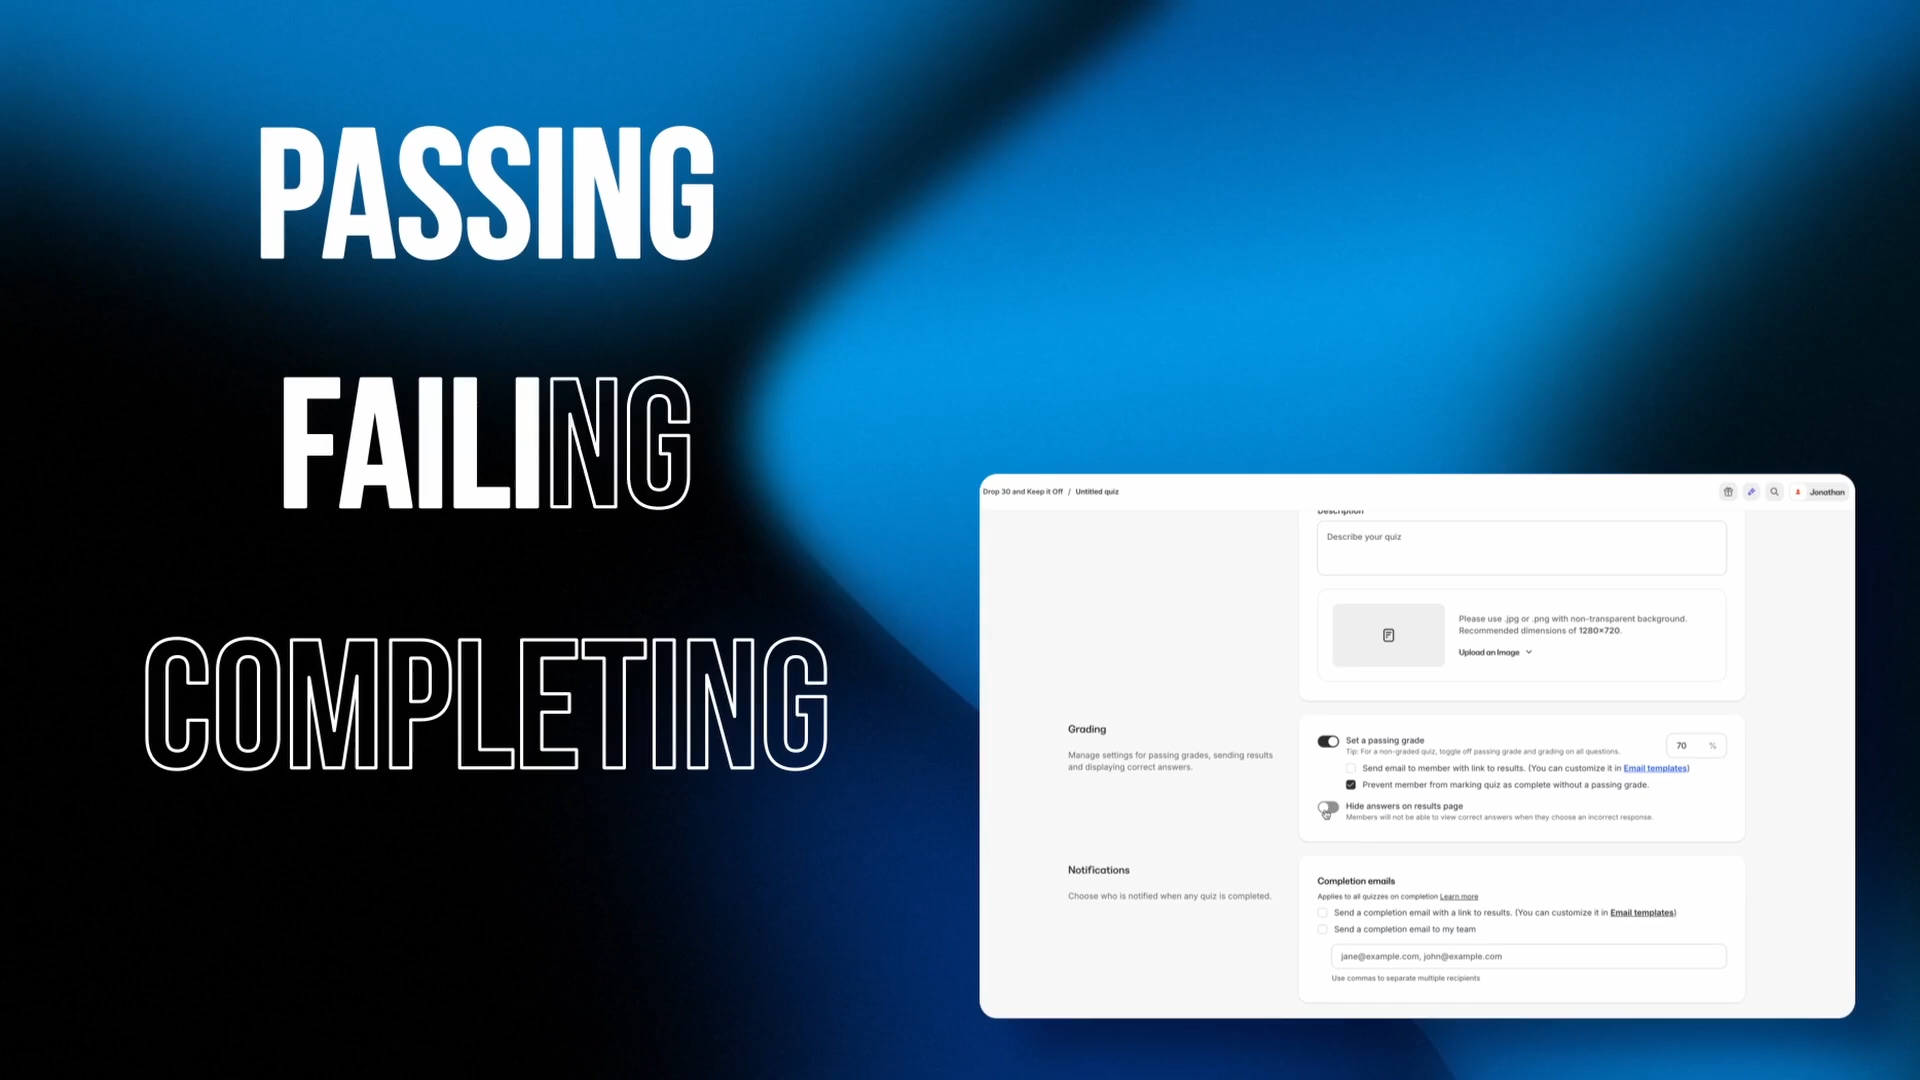 PASSING
FAILING
COMPLETING
Drop 30 and Keep it Off / Untitled quiz
Jonathan
Description
Describe your quiz
Please use .jpg or .png with non-transparent background.
Recommended dimensions of 1280×720.
Upload an Image
Grading
Manage settings for passing grades, sending results
and displaying correct answers.
Set a passing grade
Tip: For a non-graded quiz, toggle off passing grade and grading on all questions.
70 %
Send email to member with link to results. (You can customize it in Email templates)
Prevent member from marking quiz as complete without a passing grade.
Hide answers on results page
Members will not be able to view correct answers when they choose an incorrect response.
Notifications
Choose who is notified when any quiz is completed.
Completion emails
Applies to all quizzes on completion Learn more
Send a completion email with a link to results. (You can customize it in Email templates)
Send a completion email to my team
jane@example.com, john@example.com
Use commas to separate multiple recipients